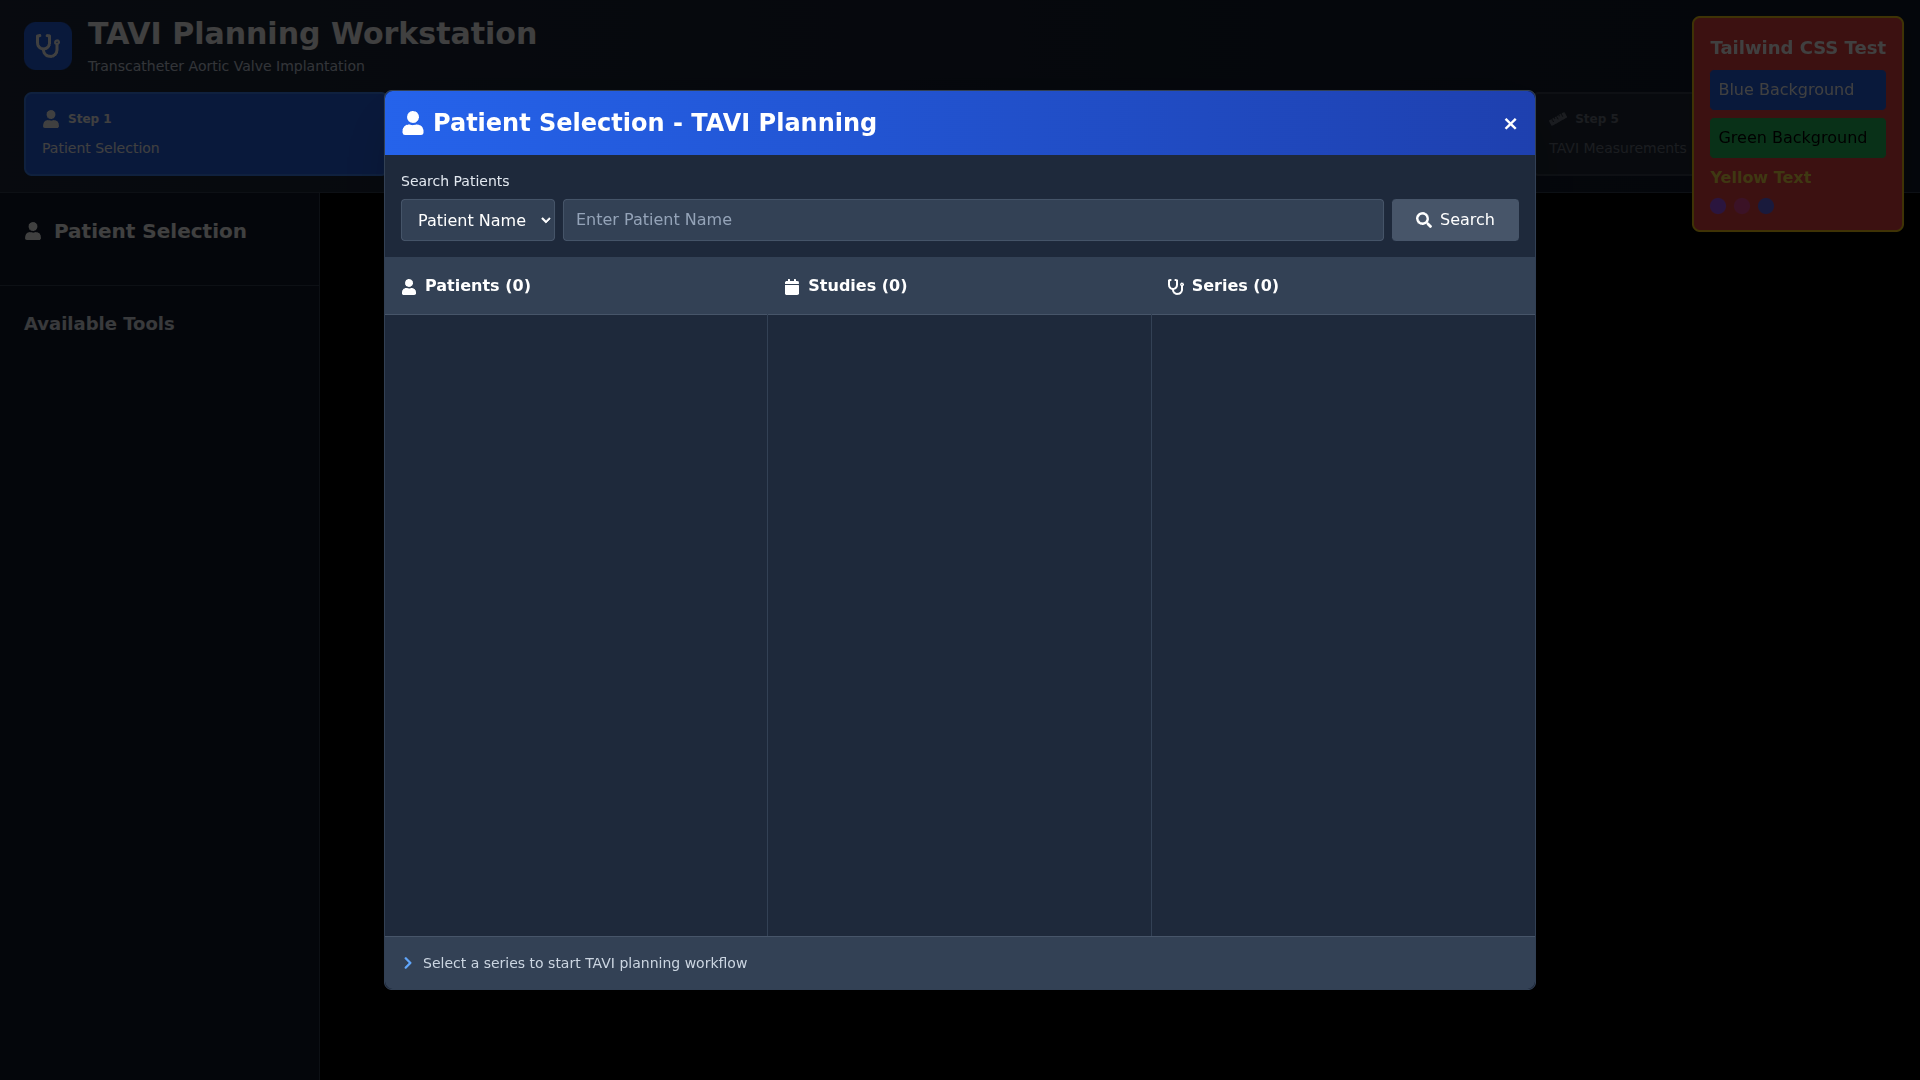 TAVI Planning Workstation
Transcatheter Aortic Valve Implantation
Step 1
Patient Selection
Step 5
TAVI Measurements
Tailwind CSS Test
Blue Background
Green Background
Yellow Text
Patient Selection
Available Tools
Patient Selection - TAVI Planning
×
Search Patients
Patient Name
Enter Patient Name
Search
Patients (0)
Studies (0)
Series (0)
Select a series to start TAVI planning workflow